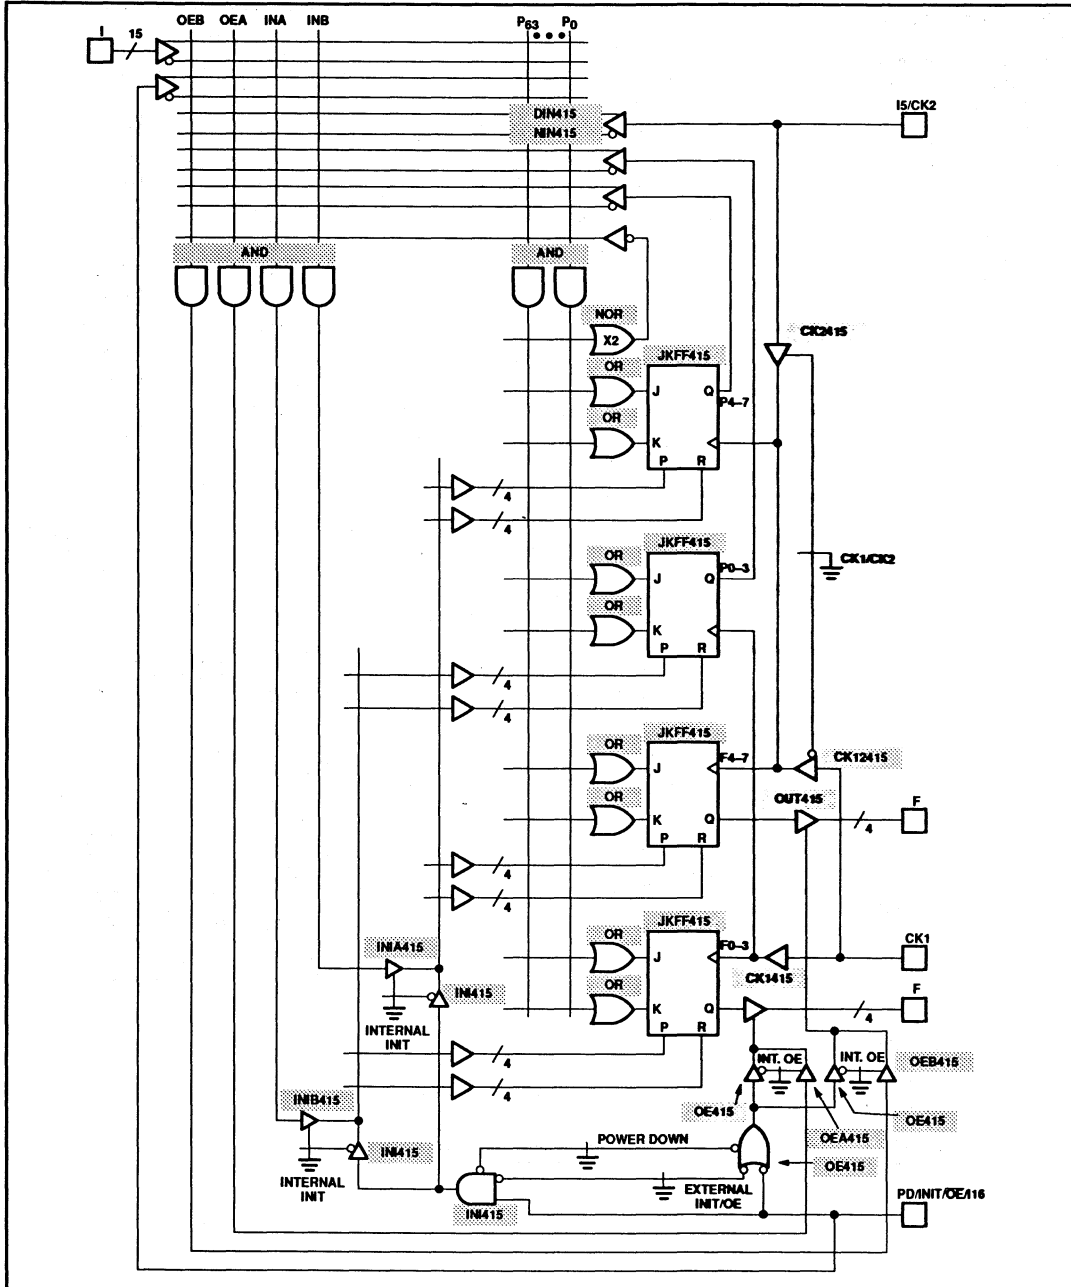 OEB OEA INA INB P63 P0
I 15
I5/CK2
DIN415
NIN415
AND AND
NOR
X2
CK2415
JKFF415
OR
J Q
P4–7
OR
K
P R
4
4
JKFF415
OR
J Q
P0–3
CK1/CK2
OR
K
P R
4
4
JKFF415
OR
J
F4–7
CK12415
OUT415
OR
K Q
F
4
P R
4
4
JKFF415
OR
J
F0–3
CK1
INIA415
CK1415
OR
K Q
F
4
INI415
P R
INTERNAL
INIT
4
4
INT. OE INT. OE OEB415
INIB415
OE415 OE415
OEA415
INI415
POWER DOWN
OE415
INTERNAL
INIT
EXTERNAL
INIT/OE
PD/INIT/OE/I16
INI415